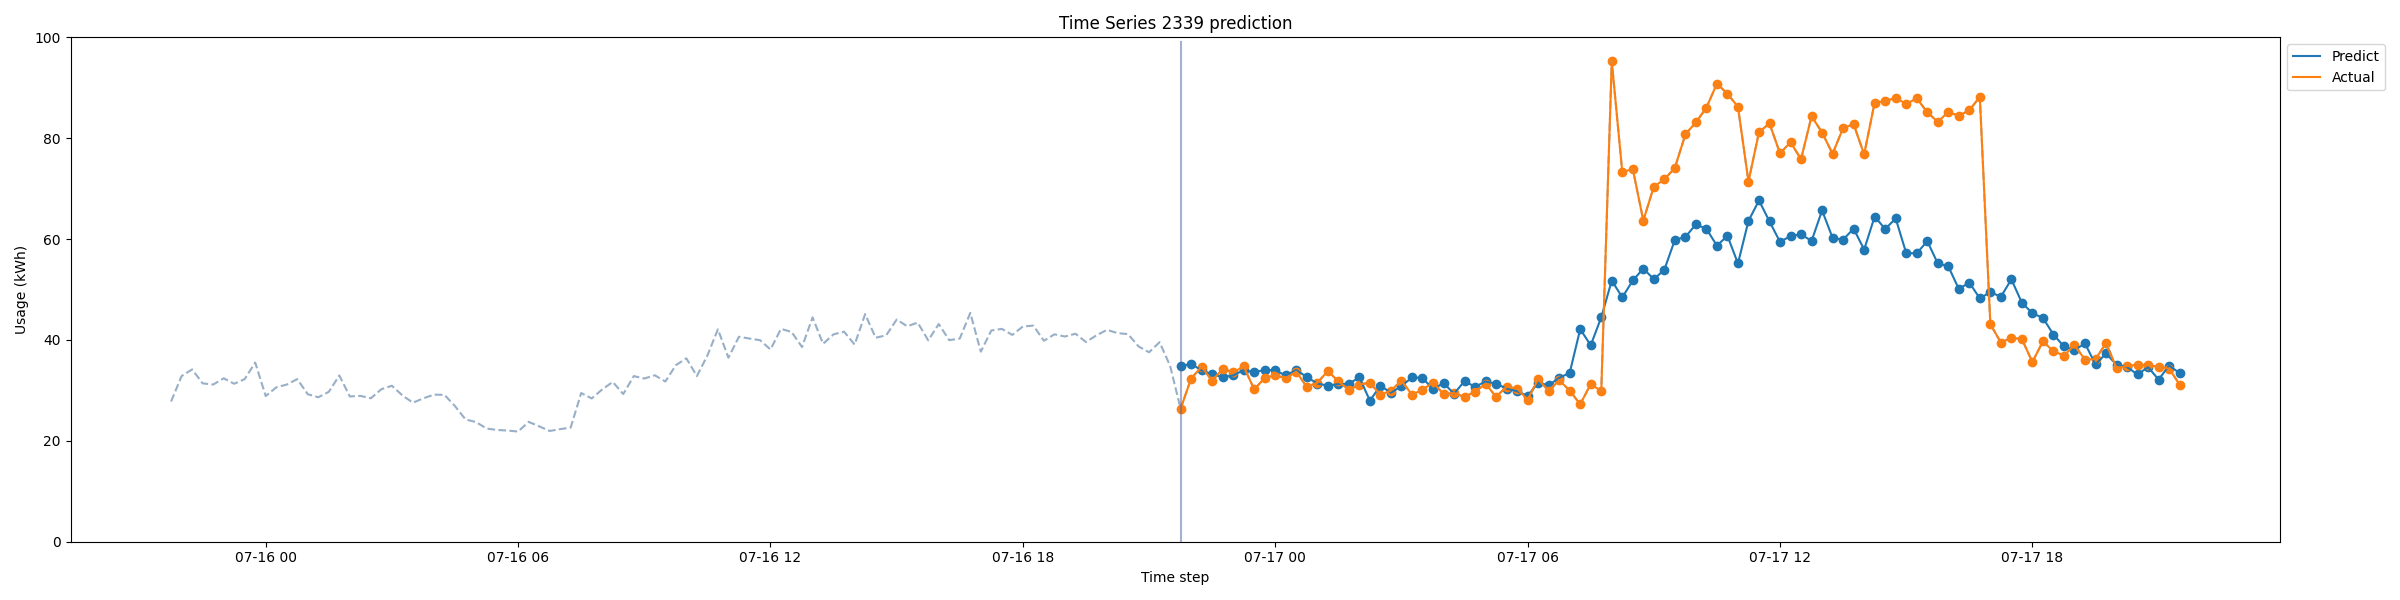 Time Series 2339 prediction
100
80
60
40
20
0
Usage (kWh)
07-16 00
07-16 06
07-16 12
07-16 18
07-17 00
07-17 06
07-17 12
07-17 18
Time step
Predict
Actual